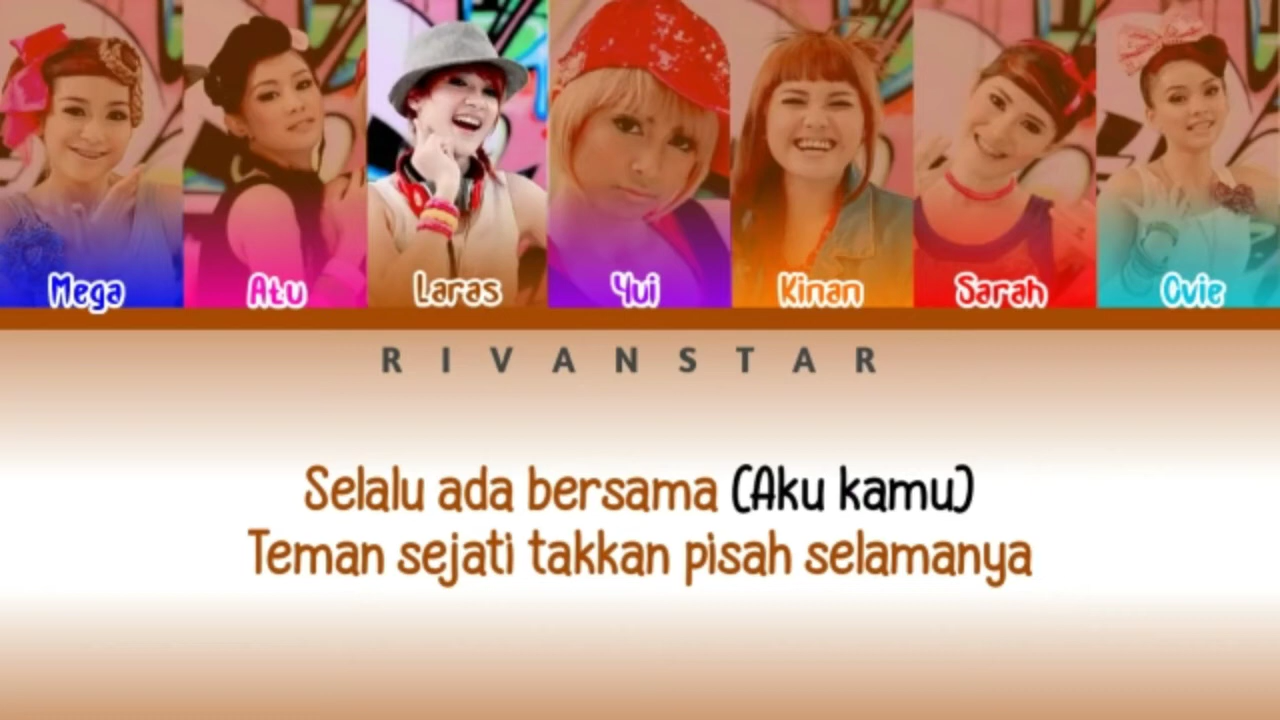 Mega Atu Laras Yui Kinan Sarah Ovie
RIVANSTAR
Selalu ada bersama (Aku kamu)
Teman sejati takkan pisah selamanya